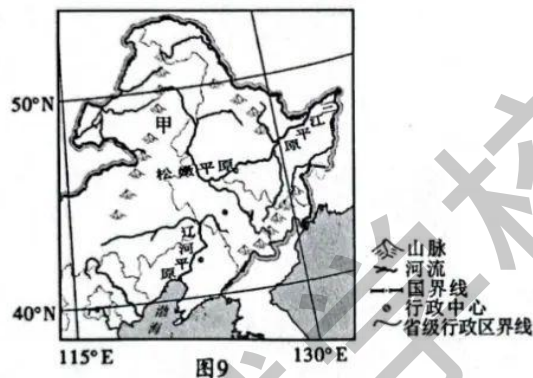 50°N
甲
三江平原
松嫩平原
辽河平原
渤海
40°N
115°E
130°E
图9
山脉
河流
国界线
行政中心
省级行政区界线